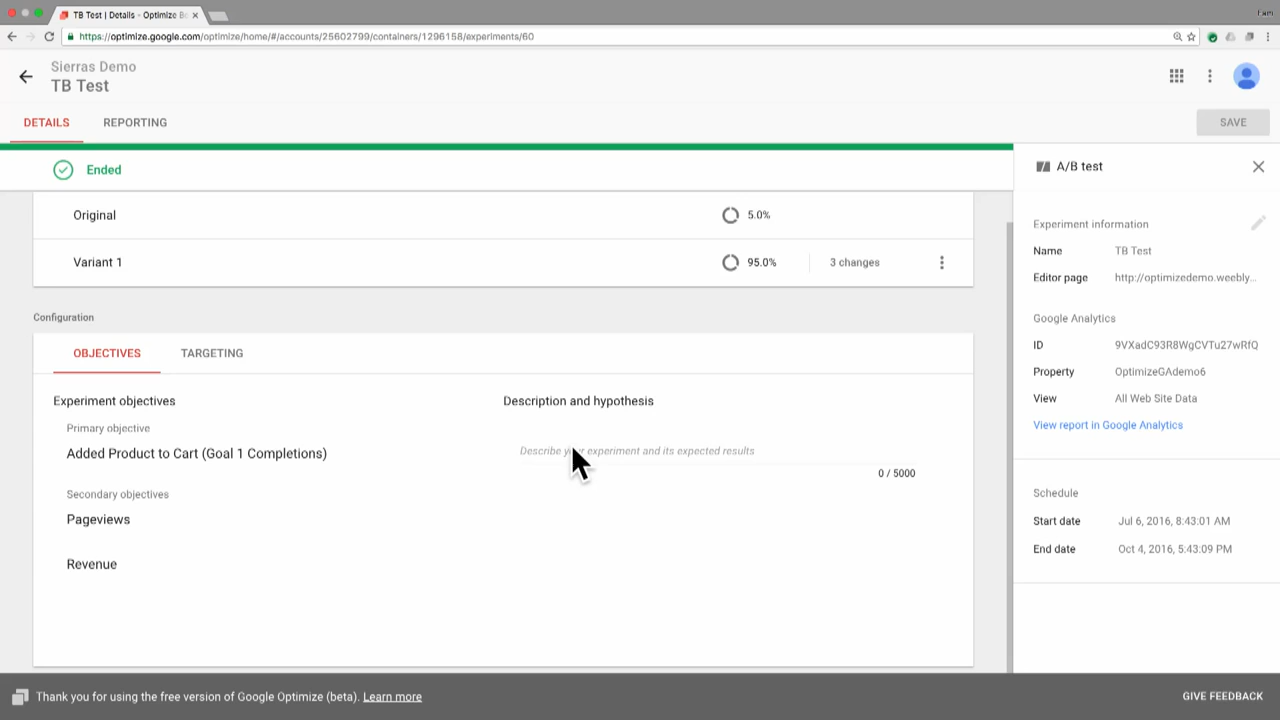 TB Test | Details - Optimize B
https://optimize.google.com/optimize/home/#/accounts/25602799/containers/1296158/experiments/60
Sierras Demo
TB Test
DETAILS REPORTING
SAVE
Ended
Original 5.0%
Variant 1 95.0% 3 changes
Configuration
OBJECTIVES TARGETING
Experiment objectives
Primary objective
Added Product to Cart (Goal 1 Completions)
Secondary objectives
Pageviews
Revenue
Description and hypothesis
Describe your experiment and its expected results
0 / 5000
A/B test
Experiment information
Name TB Test
Editor page http://optimizedemo.weebly...
Google Analytics
ID 9VXadC93R8WgCVTu27wRfQ
Property OptimizeGAdemo6
View All Web Site Data
View report in Google Analytics
Schedule
Start date Jul 6, 2016, 8:43:01 AM
End date Oct 4, 2016, 5:43:09 PM
Thank you for using the free version of Google Optimize (beta). Learn more
GIVE FEEDBACK